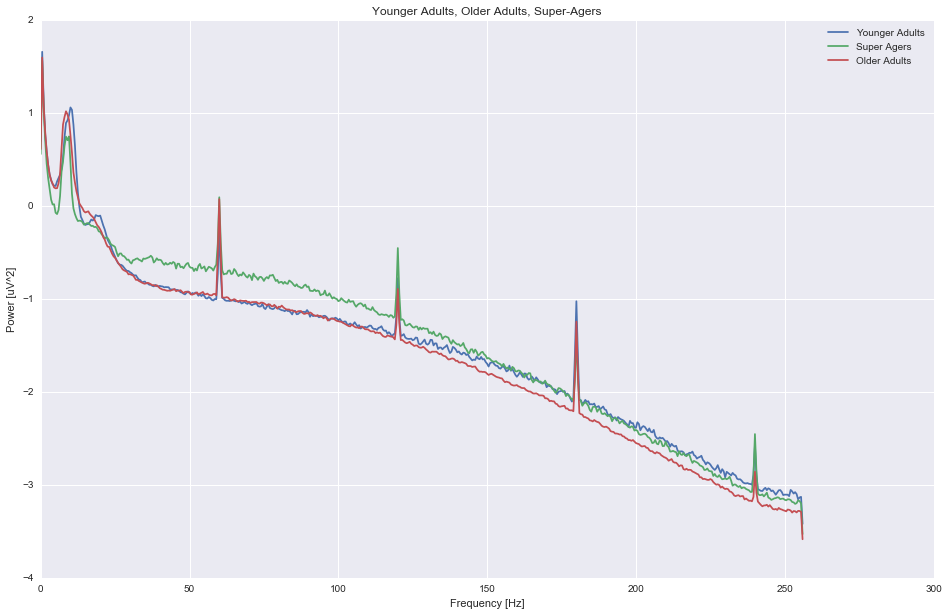 Younger Adults, Older Adults, Super-Agers
Younger Adults
Super Agers
Older Adults
2
1
0
−1
−2
−3
−4
Power [uV^2]
0
50
100
150
200
250
300
Frequency [Hz]